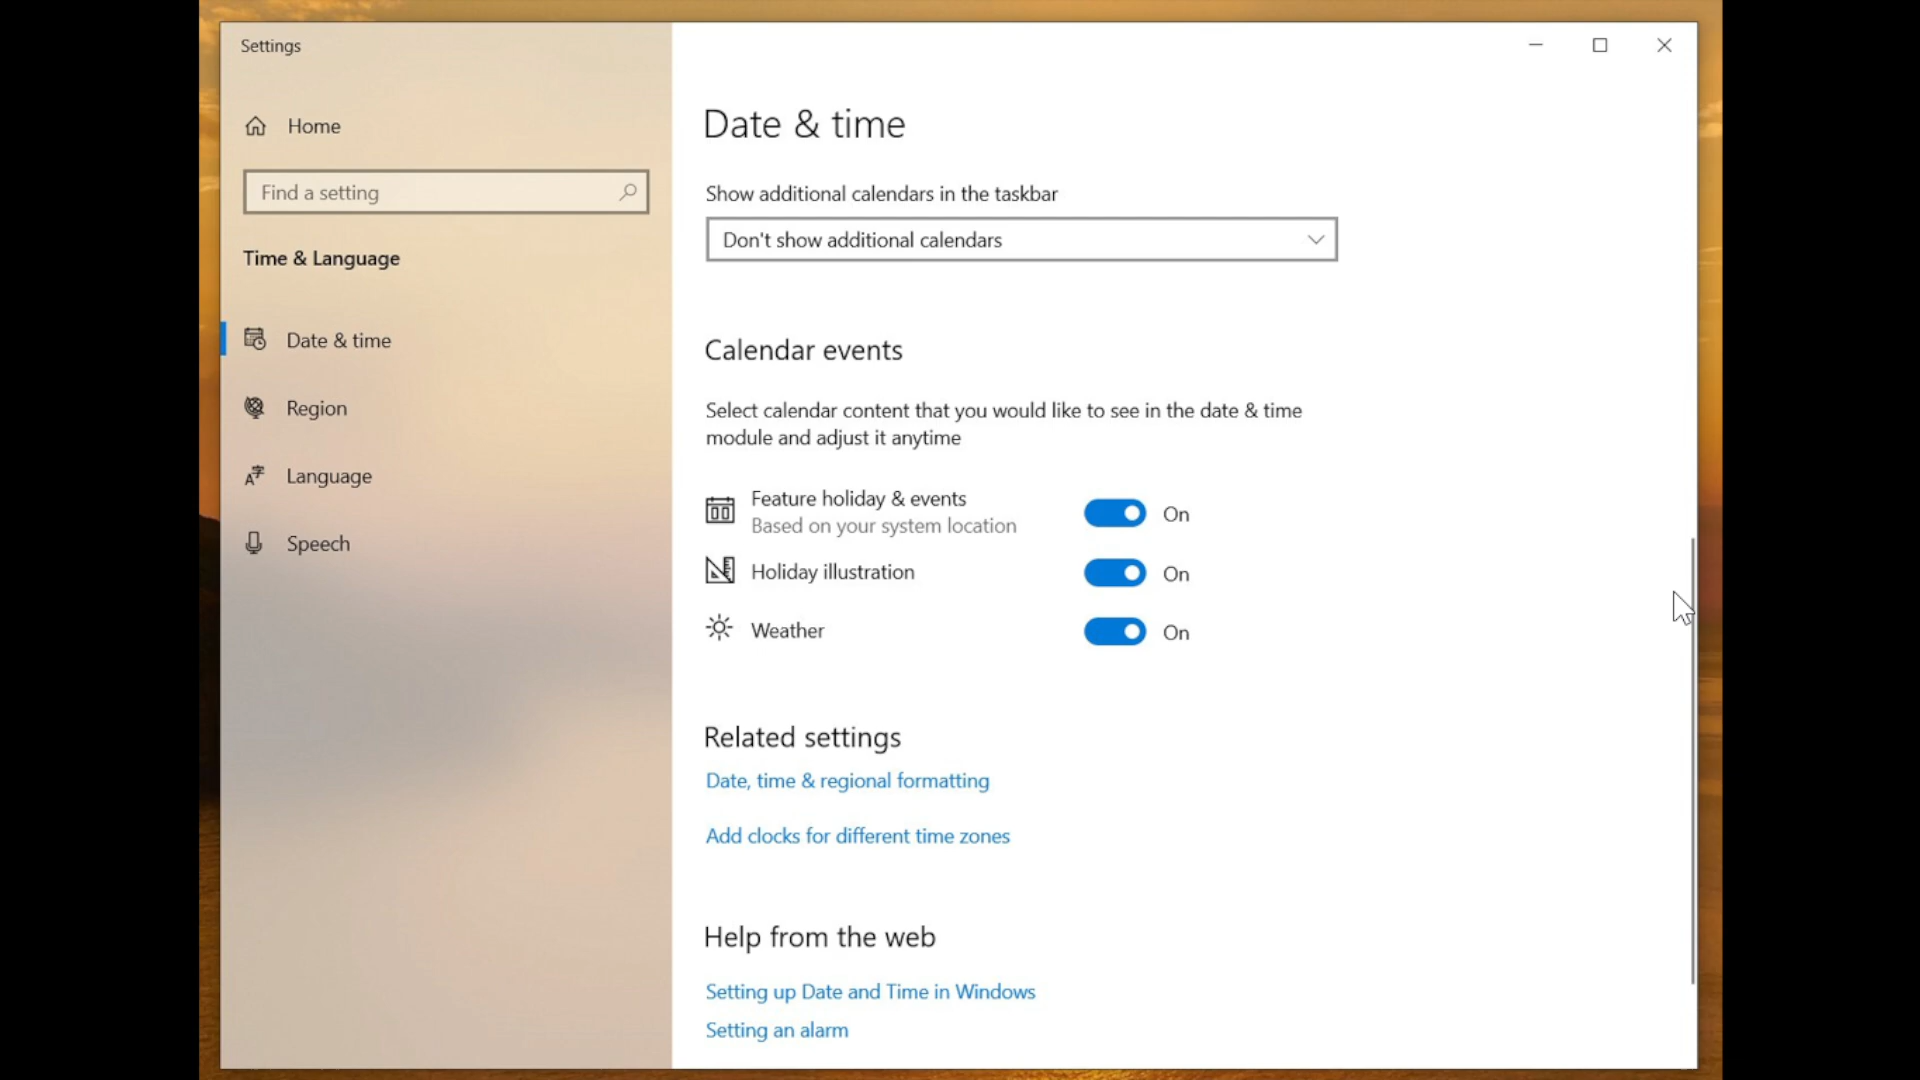 Settings
Home
Find a setting
Time & Language
Date & time
Region
Language
Speech
Date & time
Show additional calendars in the taskbar
Don't show additional calendars
Calendar events
Select calendar content that you would like to see in the date & time
module and adjust it anytime
Feature holiday & events
Based on your system location
On
Holiday illustration
On
Weather
On
Related settings
Date, time & regional formatting
Add clocks for different time zones
Help from the web
Setting up Date and Time in Windows
Setting an alarm